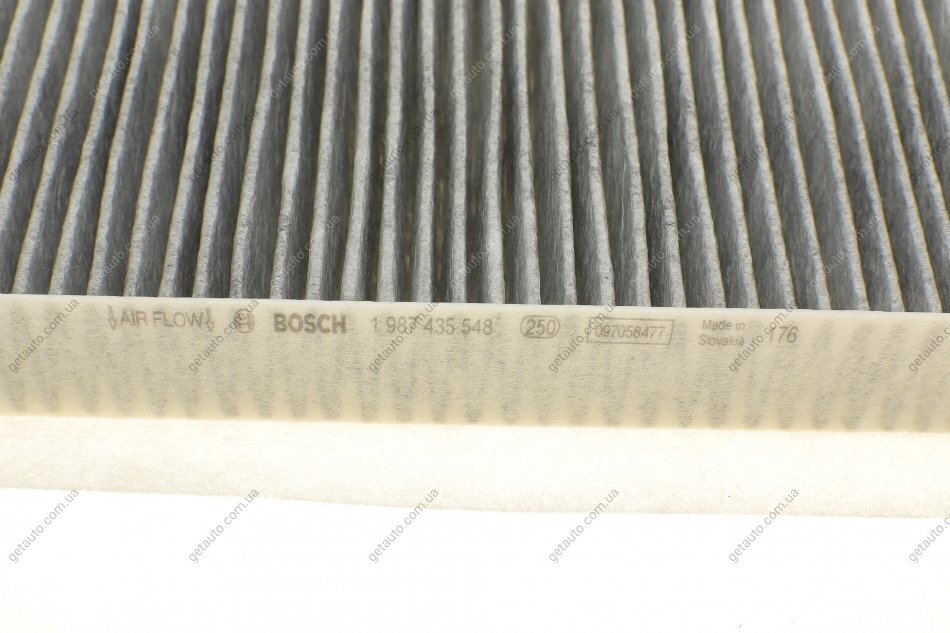 ↓AIR FLOW↓ BOSCH 1 987 435 548 250 097058477 Made in
Slovakia 176
getauto.com.ua